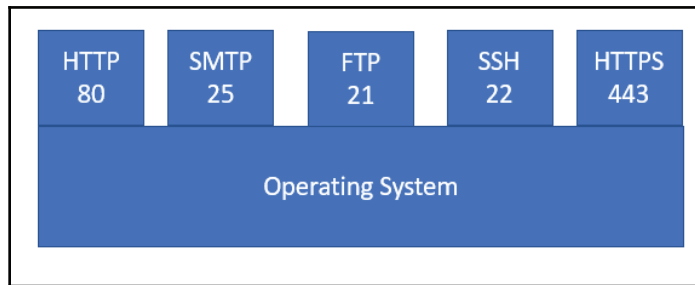 HTTP
80
SMTP
25
FTP
21
SSH
22
HTTPS
443
Operating System